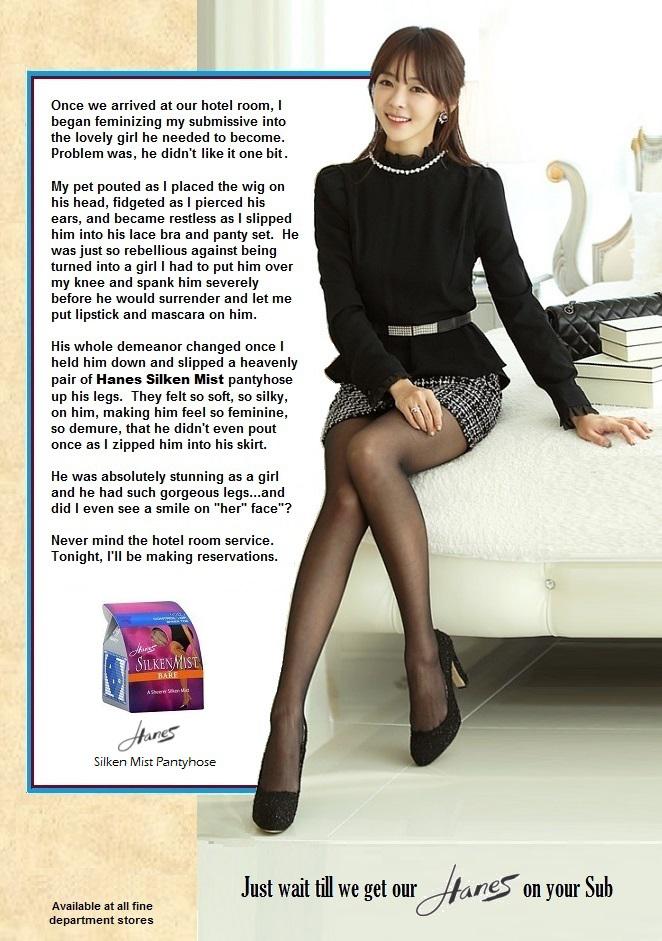 Once we arrived at our hotel room, I
began feminizing my submissive into
the lovely girl he needed to become.
Problem was, he didn't like it one bit.
My pet pouted as I placed the wig on
his head, fidgeted as I pierced his
ears, and became restless as I slipped
him into his lace bra and panty set. He
was just so rebellious against being
turned into a girl I had to put him over
my knee and spank him severely
before he would surrender and let me
put lipstick and mascara on him.
His whole demeanor changed once I
held him down and slipped a heavenly
pair of Hanes Silken Mist pantyhose
up his legs. They felt so soft, so silky,
on him, making him feel so feminine,
so demure, that he didn't even pout
once as I zipped him into his skirt.
He was absolutely stunning as a girl
and he had such gorgeous legs...and
did I even see a smile on "her" face"?
Never mind the hotel room service.
Tonight, I'll be making reservations.
Hanes
SILKEN MIST
BARE
A Sheerer Silken Mist
Hanes
Silken Mist Pantyhose
Just wait till we get our Hanes on your Sub
Available at all fine
department stores